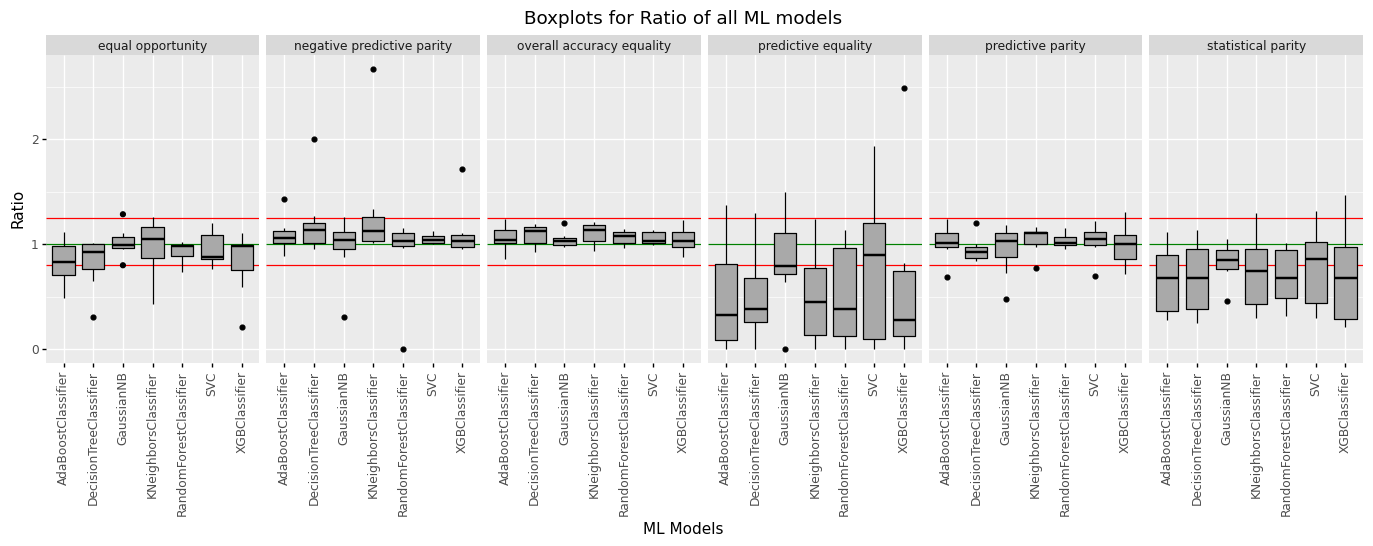 Boxplots for Ratio of all ML models
equal opportunity
negative predictive parity
overall accuracy equality
predictive equality
predictive parity
statistical parity
Ratio
2
1
0
AdaBoostClassifier
DecisionTreeClassifier
GaussianNB
KNeighborsClassifier
RandomForestClassifier
SVC
XGBClassifier
AdaBoostClassifier
DecisionTreeClassifier
GaussianNB
KNeighborsClassifier
RandomForestClassifier
SVC
XGBClassifier
AdaBoostClassifier
DecisionTreeClassifier
GaussianNB
KNeighborsClassifier
RandomForestClassifier
SVC
XGBClassifier
AdaBoostClassifier
DecisionTreeClassifier
GaussianNB
KNeighborsClassifier
RandomForestClassifier
SVC
XGBClassifier
AdaBoostClassifier
DecisionTreeClassifier
GaussianNB
KNeighborsClassifier
RandomForestClassifier
SVC
XGBClassifier
AdaBoostClassifier
DecisionTreeClassifier
GaussianNB
KNeighborsClassifier
RandomForestClassifier
SVC
XGBClassifier
ML Models